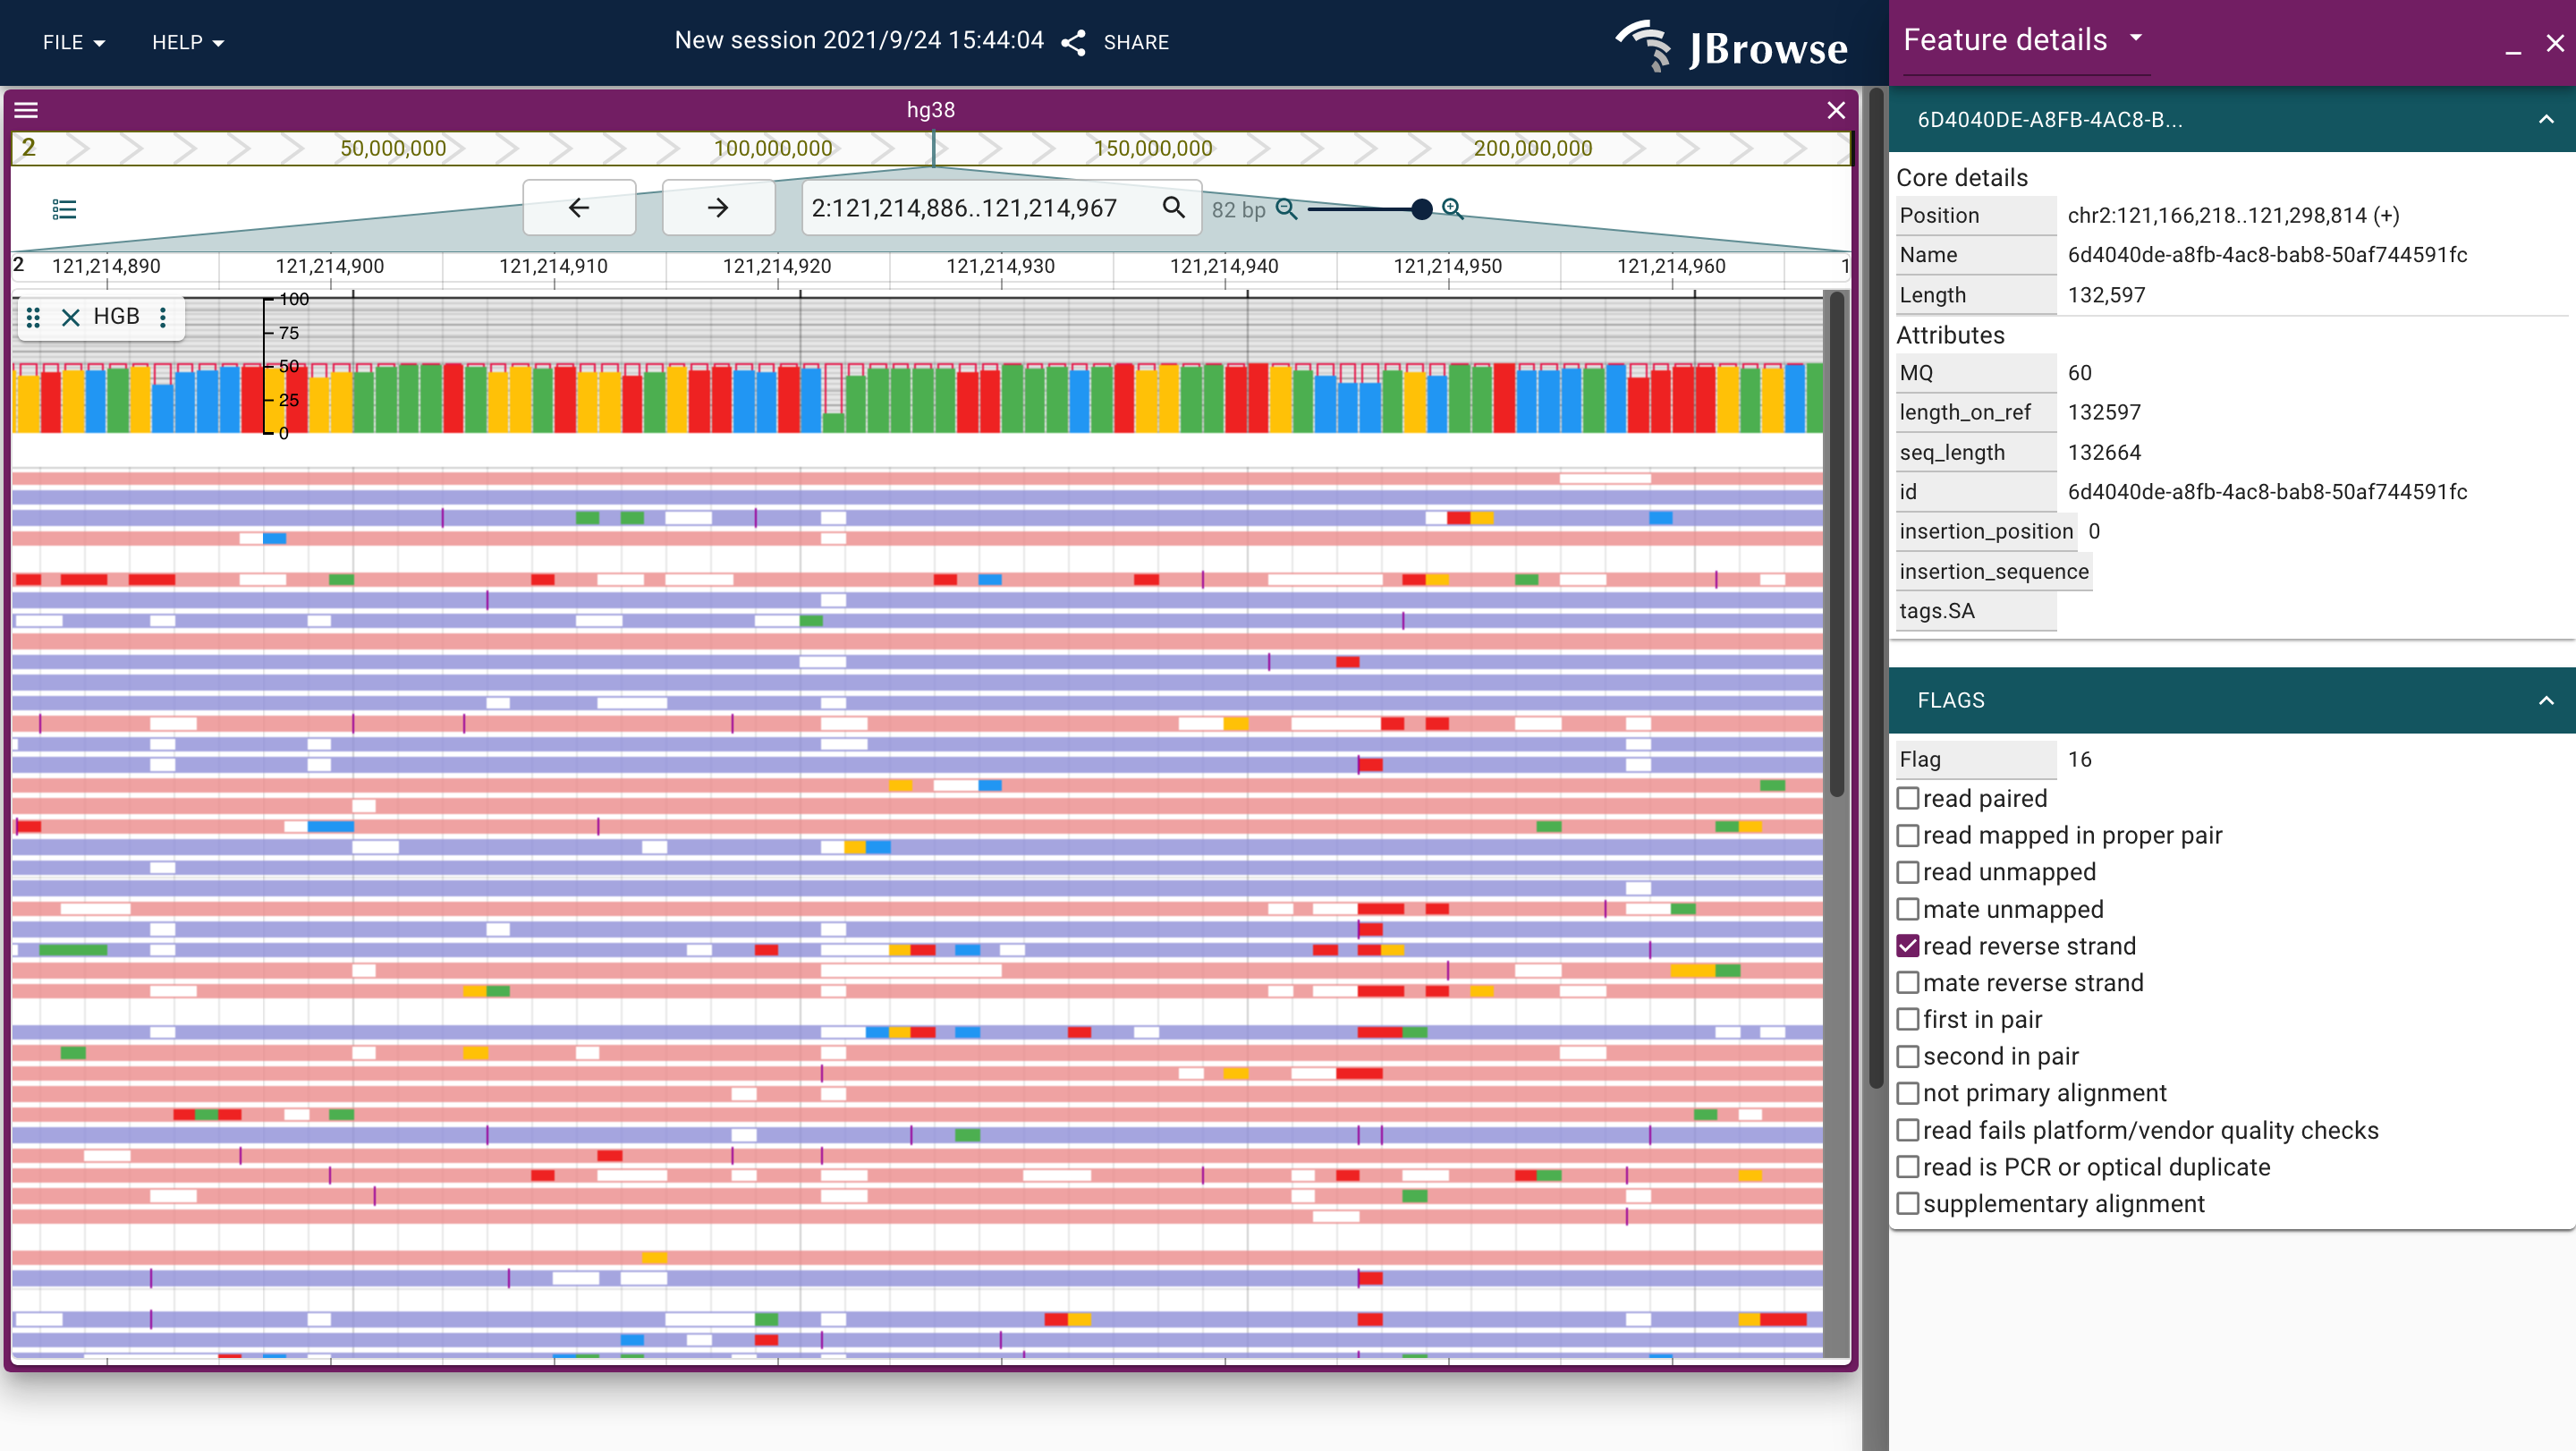 FILE HELP New session 2021/9/24 15:44:04 SHARE JBrowse
hg38
2 50,000,000 100,000,000 150,000,000 200,000,000
2:121,214,886..121,214,967 82 bp
2 121,214,890 121,214,900 121,214,910 121,214,920 121,214,930 121,214,940 121,214,950 121,214,960 1
HGB
100
75
50
25
0
Feature details
6D4040DE-A8FB-4AC8-B...
Core details
Position chr2:121,166,218..121,298,814 (+)
Name 6d4040de-a8fb-4ac8-bab8-50af744591fc
Length 132,597
Attributes
MQ 60
length_on_ref 132597
seq_length 132664
id 6d4040de-a8fb-4ac8-bab8-50af744591fc
insertion_position 0
insertion_sequence
tags.SA
FLAGS
Flag 16
read paired
read mapped in proper pair
read unmapped
mate unmapped
read reverse strand
mate reverse strand
first in pair
second in pair
not primary alignment
read fails platform/vendor quality checks
read is PCR or optical duplicate
supplementary alignment